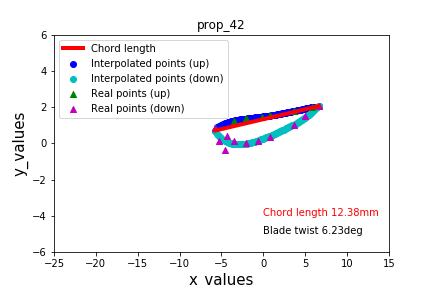 prop_42
6
4
2
0
−2
−4
−6
y_values
Chord length
Interpolated points (up)
Interpolated points (down)
Real points (up)
Real points (down)
Chord length 12.38mm
Blade twist 6.23deg
−25 −20 −15 −10 −5 0 5 10 15
x_values